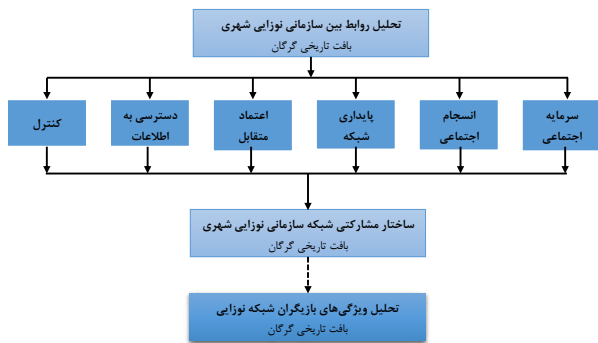 تحلیل روابط بین سازمانی نوزایی شهری
بافت تاریخی گرگان
سرمایه
اجتماعی
انسجام
اجتماعی
پایداری
شبکه
اعتماد
متقابل
دسترسی به
اطلاعات
کنترل
ساختار مشارکتی شبکه سازمانی نوزایی شهری
بافت تاریخی گرگان
تحلیل ویژگی‌های بازیگران شبکه نوزایی
بافت تاریخی گرگان